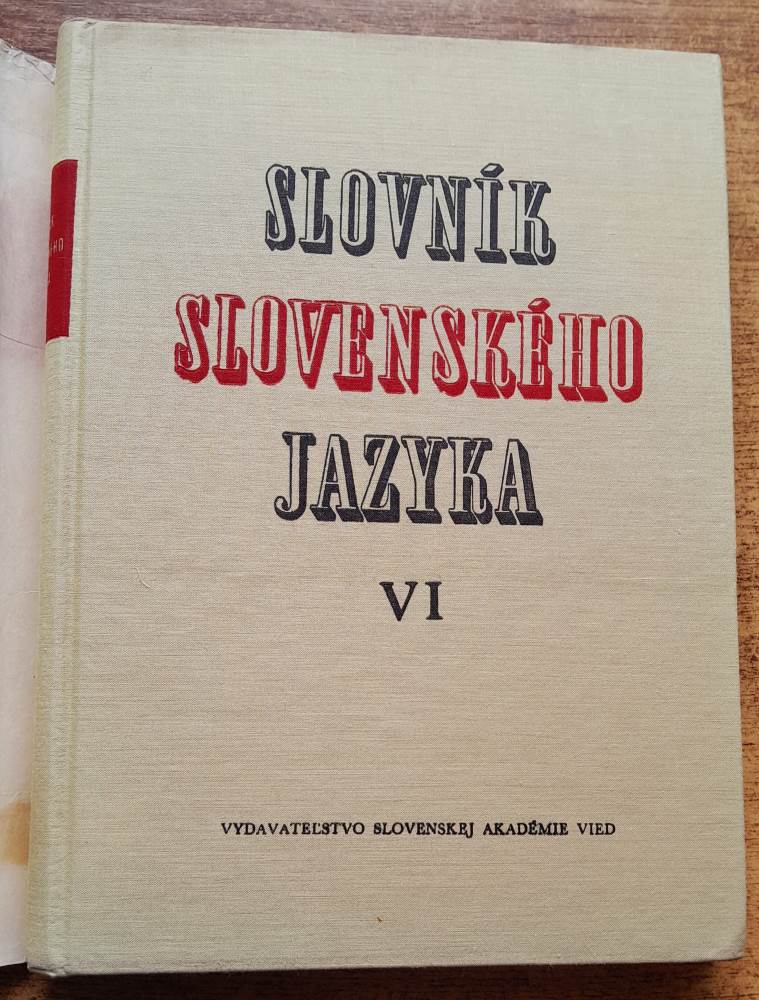 SLOVNÍK
SLOVENSKÉHO
JAZYKA
VI
VYDAVATEĽSTVO SLOVENSKEJ AKADÉMIE VIED